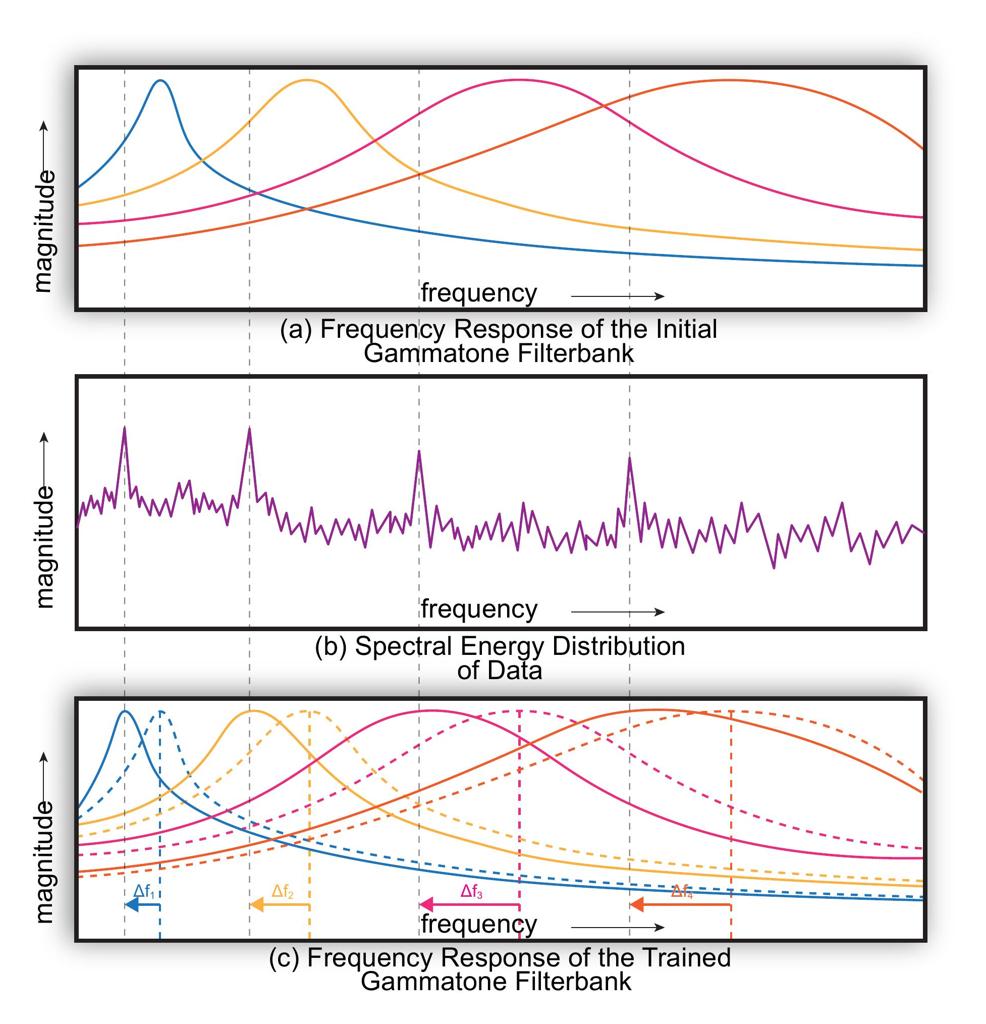 magnitude
frequency
(a) Frequency Response of the Initial
Gammatone Filterbank
magnitude
frequency
(b) Spectral Energy Distribution
of Data
magnitude
Δf₁
Δf₂
Δf₃
Δf₄
frequency
(c) Frequency Response of the Trained
Gammatone Filterbank